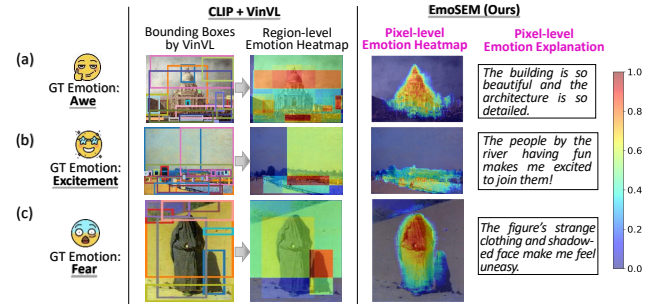 CLIP + VinVL
EmoSEM (Ours)
Bounding Boxes
by VinVL
Region-level
Emotion Heatmap
Pixel-level
Emotion Heatmap
Pixel-level
Emotion Explanation
(a)
GT Emotion:
Awe
The building is so
beautiful and the
architecture is so
detailed.
(b)
GT Emotion:
Excitement
The people by the
river having fun
makes me excited
to join them!
(c)
GT Emotion:
Fear
The figure's strange
clothing and shadow-
ed face make me feel
uneasy.
1.0
0.8
0.6
0.4
0.2
0.0